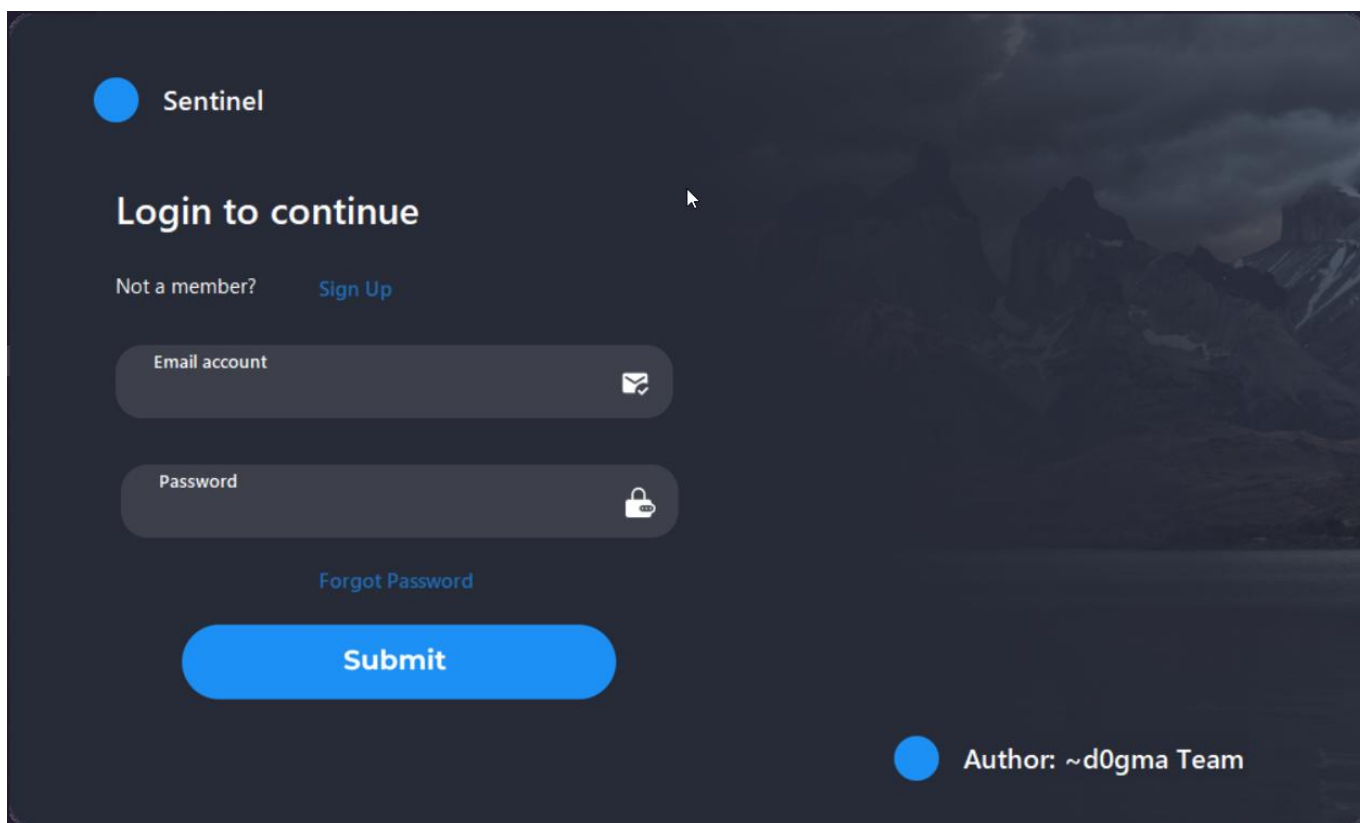 Sentinel
Login to continue
Not a member? Sign Up
Email account
Password
Forgot Password
Submit
Author: ~d0gma Team